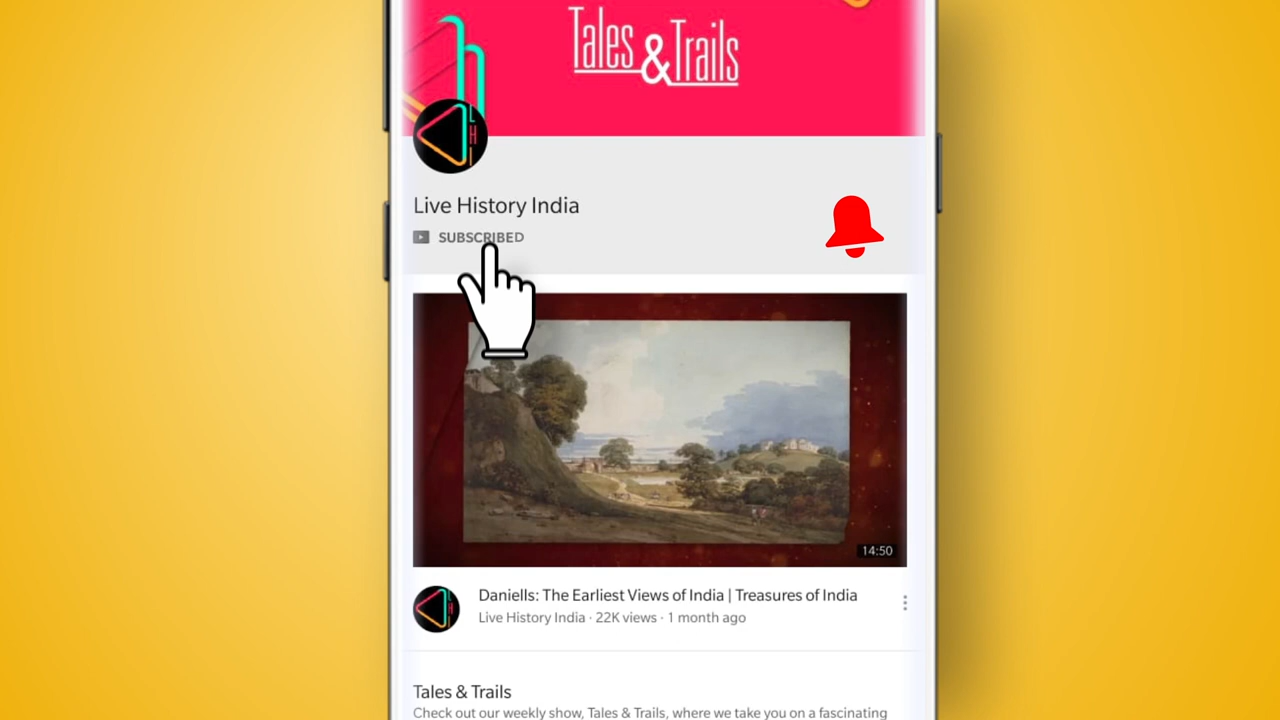 Tales & Trails
LHI
Live History India
SUBSCRIBED
14:50
Daniells: The Earliest Views of India | Treasures of India
LHI
Live History India · 22K views · 1 month ago
Tales & Trails
Check out our weekly show, Tales & Trails, where we take you on a fascinating